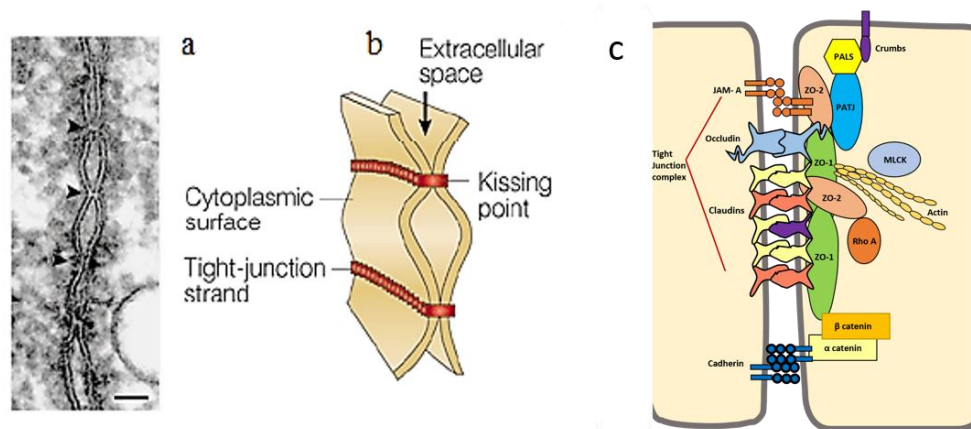 a
b
Extracellular
space
Cytoplasmic
surface
Kissing
point
Tight-junction
strand
c
PALS
Crumbs
ZO-2
JAM- A
PATJ
Occludin
MLCK
ZO-1
Tight
Junction
complex
ZO-2
Claudins
Actin
Rho A
ZO-1
β catenin
α catenin
Cadherin